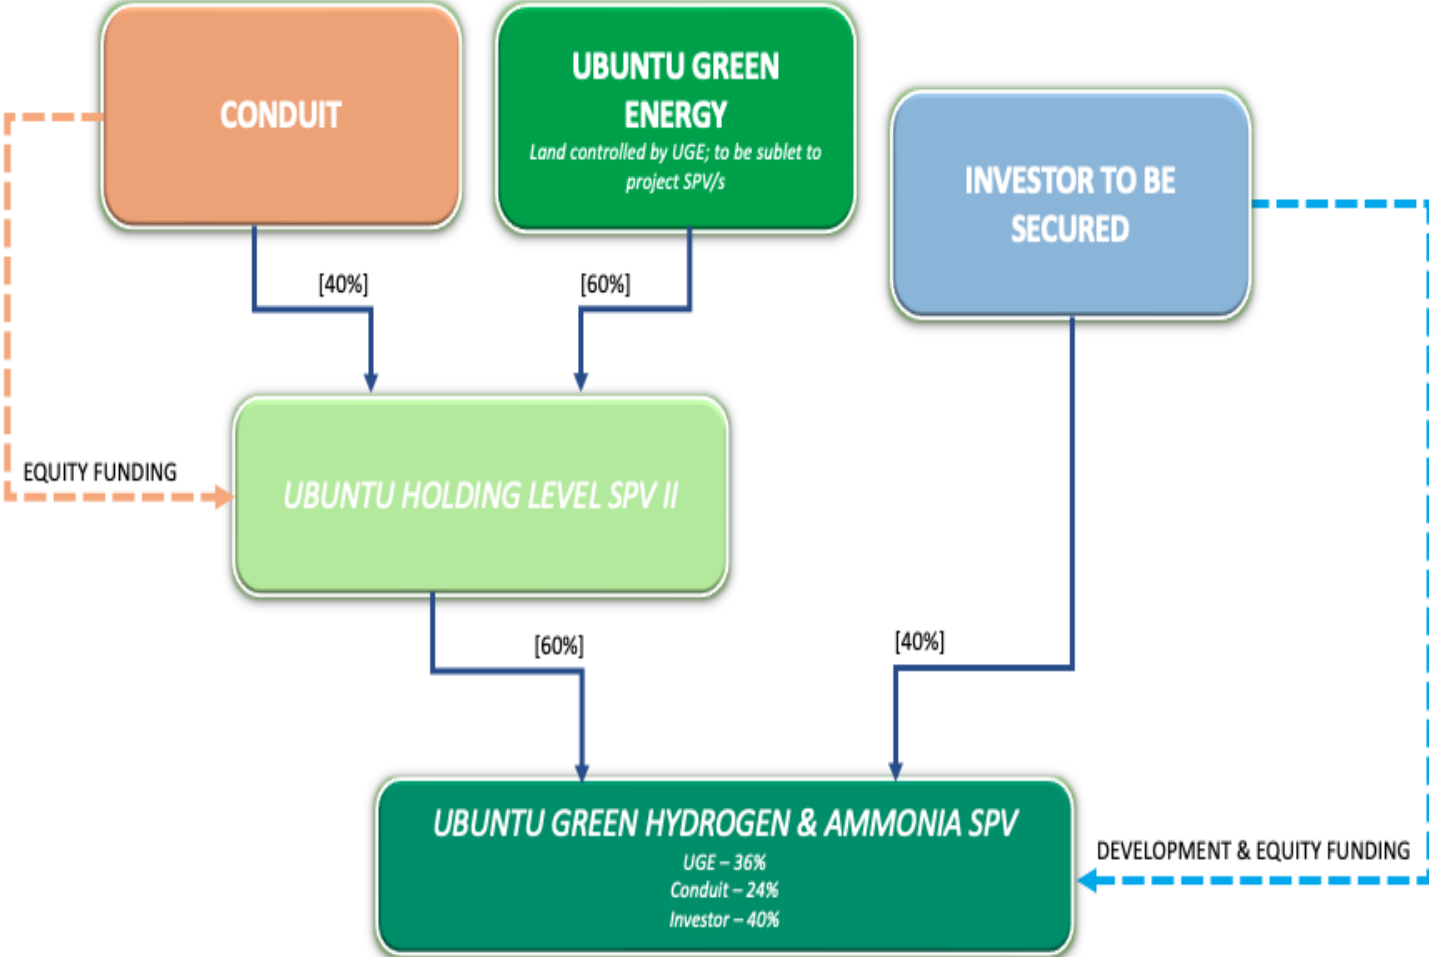 CONDUIT
UBUNTU GREEN
ENERGY
Land controlled by UGE; to be sublet to
project SPV/s
INVESTOR TO BE
SECURED
[40%]
[60%]
EQUITY FUNDING
UBUNTU HOLDING LEVEL SPV II
[60%]
[40%]
UBUNTU GREEN HYDROGEN & AMMONIA SPV
UGE – 36%
Conduit – 24%
Investor – 40%
DEVELOPMENT & EQUITY FUNDING